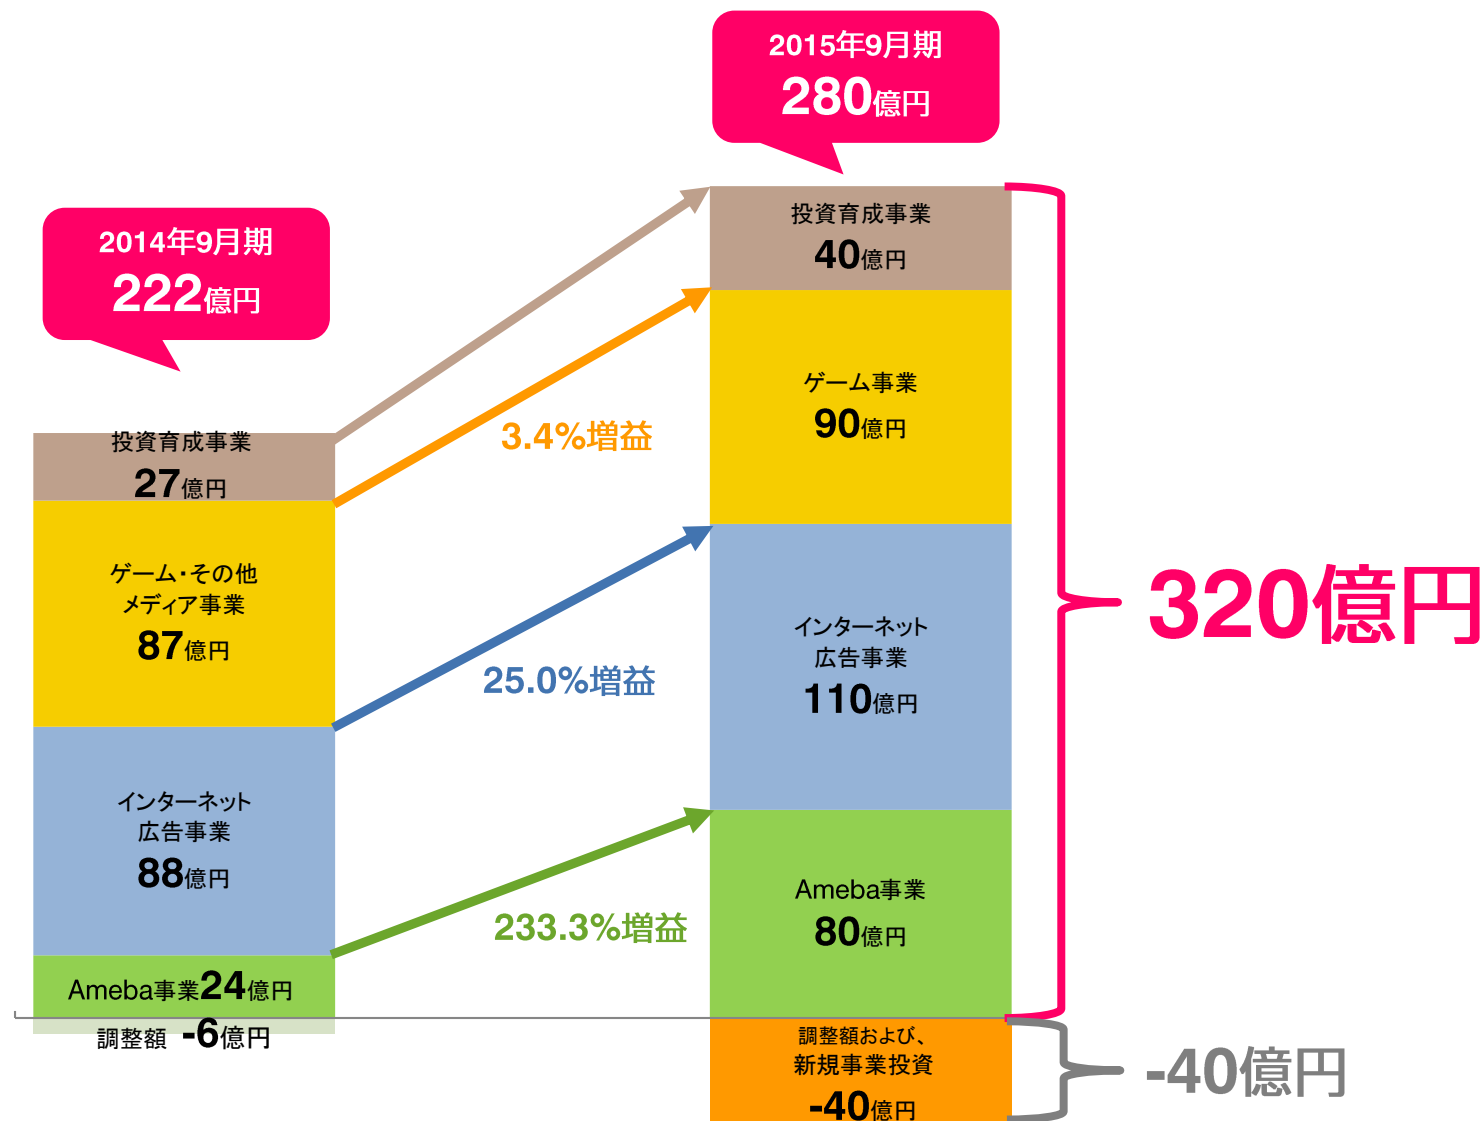 2014年9月期
222億円
投資育成事業
27億円
ゲーム・その他
メディア事業
87億円
インターネット
広告事業
88億円
Ameba事業24億円
調整額 -6億円
3.4%増益
25.0%増益
233.3%増益
2015年9月期
280億円
投資育成事業
40億円
ゲーム事業
90億円
インターネット
広告事業
110億円
Ameba事業
80億円
調整額および、
新規事業投資
-40億円
320億円
-40億円